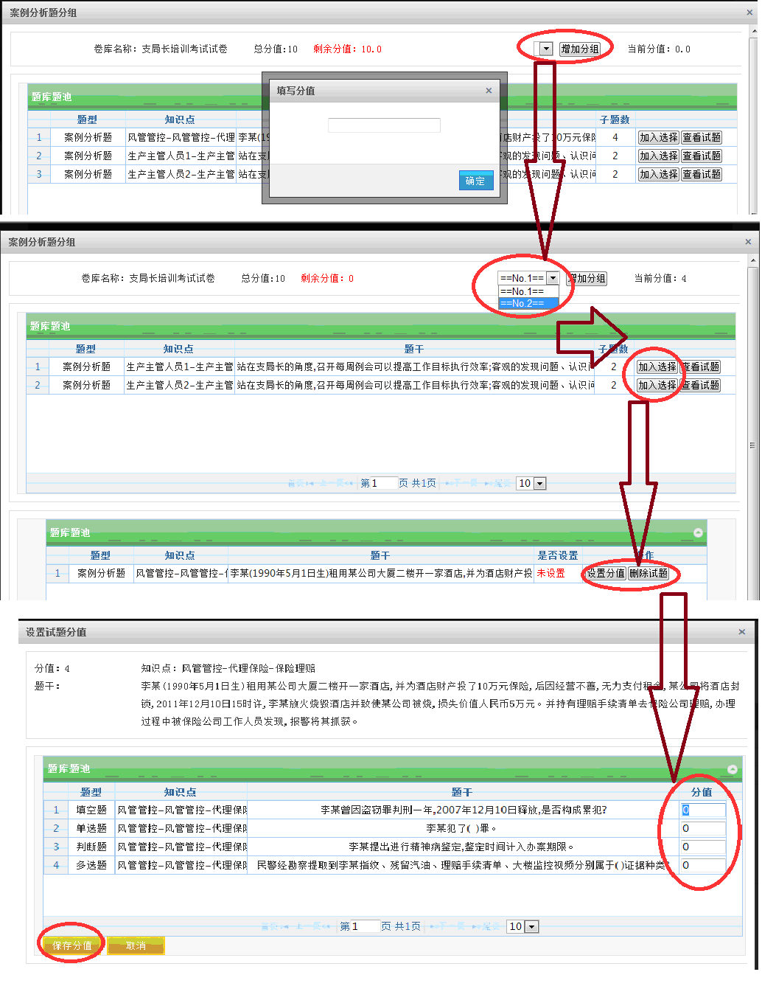 案例分析题分组 ×
卷库名称：支局长培训考试试卷 总分值:10 剩余分值：10.0 增加分组 当前分值：0.0
填写分值 ×
确定
题库题池
题型 知识点 子题数
1 案例分析题 风管管控-风管管控-代理 李某(19 酒店财产投了10万元保险 4 加入选择 查看试题
2 案例分析题 生产主管人员1-生产主管 站在支局 观的发现问题、认识问 2 加入选择 查看试题
3 案例分析题 生产主管人员2-生产主管 站在支局 观的发现问题、认识问 2 加入选择 查看试题
案例分析题分组 ×
卷库名称：支局长培训考试试卷 总分值:10 剩余分值：0 ==No.1== 增加分组 当前分值：4
==No.1==
==No.2==
题库题池
题型 知识点 题干 子题数
1 案例分析题 生产主管人员1-生产主管 站在支局长的角度,召开每周例会可以提高工作目标执行效率;客观的发现问题、认识问 2 加入选择 查看试题
2 案例分析题 生产主管人员2-生产主管 站在支局长的角度,召开每周例会可以提高工作目标执行效率;客观的发现问题、认识问 2 加入选择 查看试题
首页 上一页 第 1 页 共1页 下一页 尾页 10
题库题池
题型 知识点 题干 是否设置 作
1 案例分析题 风管管控-风管管控-代 李某(1990年5月1日生)租用某公司大厦二楼开一家酒店,并为酒店财产投 未设置 设置分值 删除试题
设置试题分值 ×
分值：4 知识点：风管管控-代理保险-保险理赔
题干： 李某(1990年5月1日生)租用某公司大厦二楼开一家酒店,并为酒店财产投了10万元保险,后因经营不善,无力支付租金,某公司将酒店封
锁,2011年12月10日15时许,李某放火烧毁酒店并致使某公司被烧,损失价值人民币5万元。并持有理赔手续清单去保险公司理赔,办理
过程中被保险公司工作人员发现,报警将其抓获。
题库题池
题型 知识点 题干 分值
1 填空题 风管管控-风管管控-代理保险 李某曾因盗窃罪判刑一年,2007年12月10日释放,是否构成累犯? 0
2 单选题 风管管控-风管管控-代理保险 李某犯了( )罪。 0
3 判断题 风管管控-风管管控-代理保险 李某提出进行精神病鉴定,鉴定时间计入办案期限。 0
4 多选题 风管管控-风管管控-代理保险 民警经勘察提取到李某指纹、残留汽油、理赔手续清单、大楼监控视频分别属于( )证据种类 0
首页 上一页 第 1 页 共1页 下一页 尾页 10
保存分值 取消